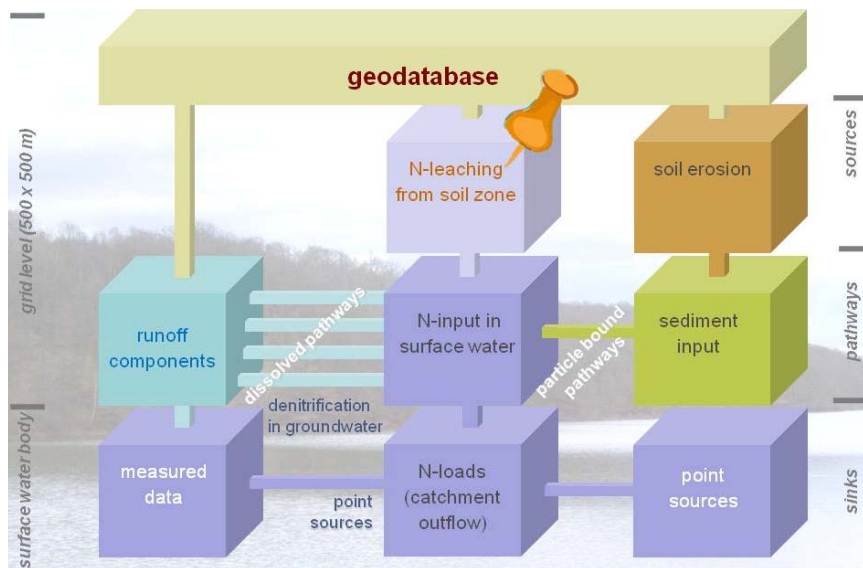 geodatabase
N-leaching
from soil zone
soil erosion
sources
grid level (500 x 500 m)
runoff
components
dissolved pathways
N-input in
surface water
particle bound
pathways
sediment
input
pathways
denitrification
in groundwater
surface water body
measured
data
point
sources
N-loads
(catchment
outflow)
point
sources
sinks